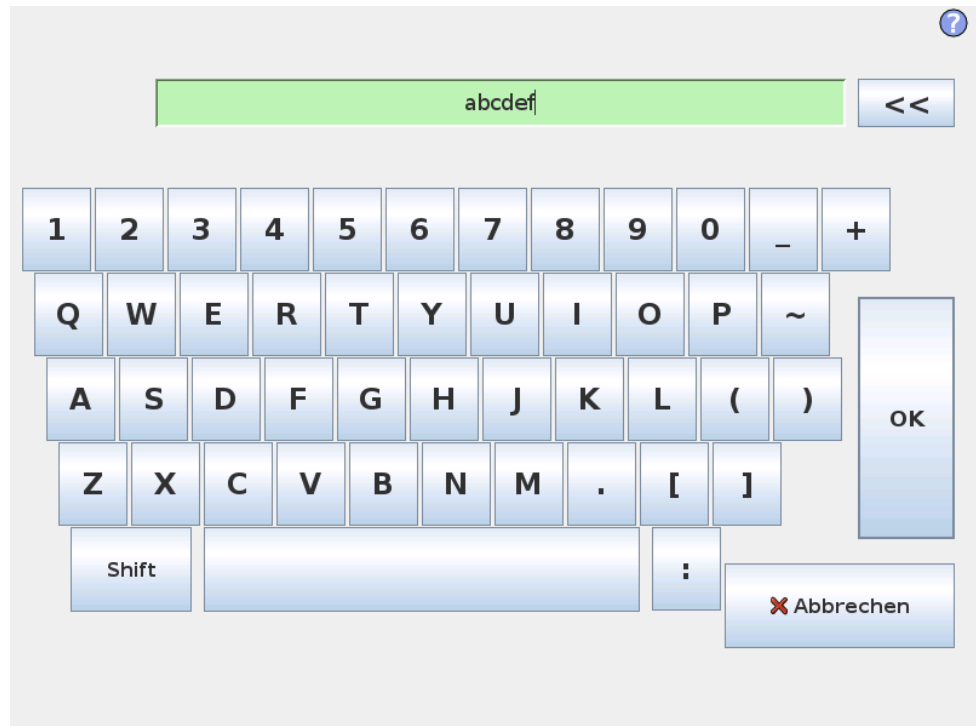 ?
abcdef <<
1 2 3 4 5 6 7 8 9 0 _ +
Q W E R T Y U I O P ~
A S D F G H J K L ( )
OK
Z X C V B N M . [ ]
Shift :
Abbrechen